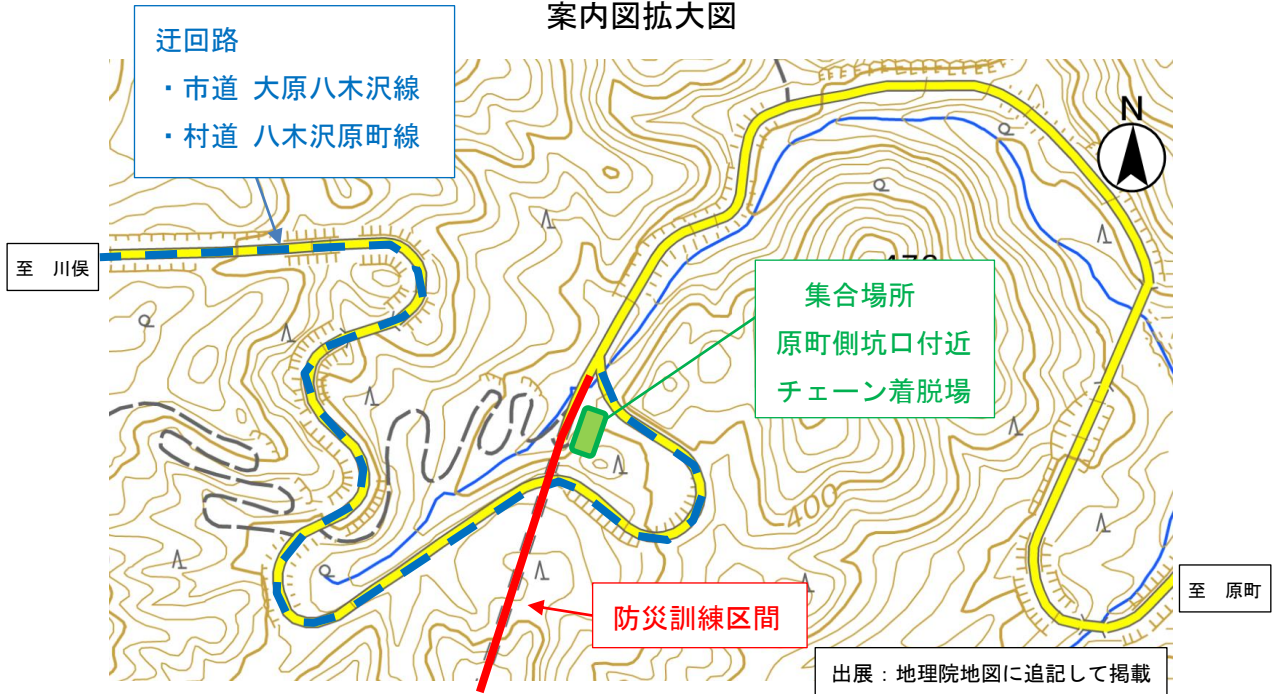 案内図拡大図
迂回路
・市道 大原八木沢線
・村道 八木沢原町線
N
至 川俣
集合場所
原町側坑口付近
チェーン着脱場
400
至 原町
防災訓練区間
出展：地理院地図に追記して掲載